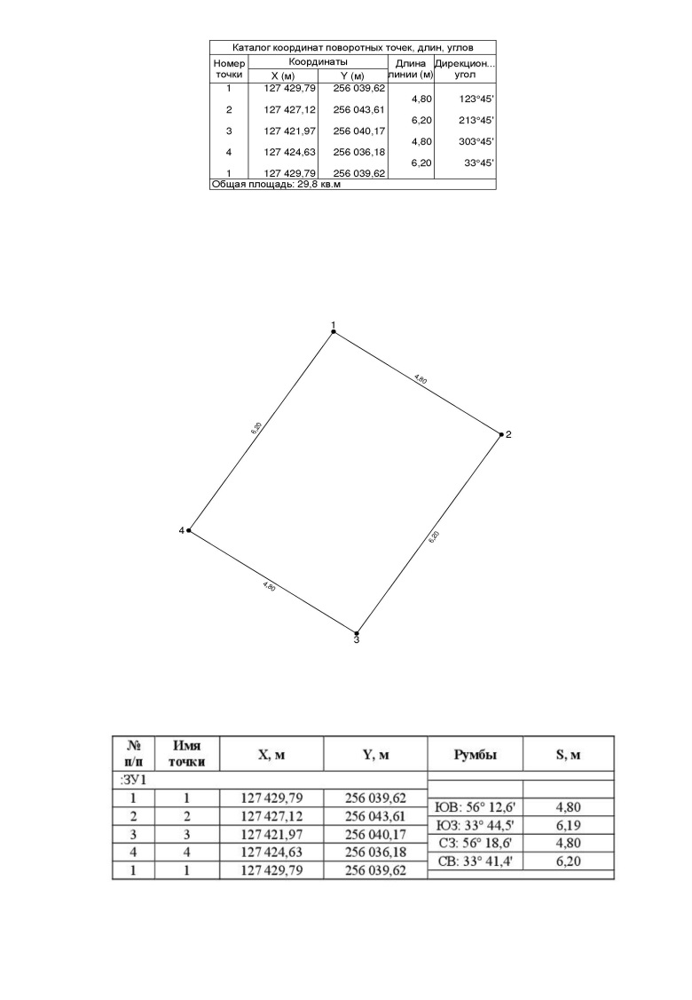 Каталог координат поворотных точек, длин, углов
Номер точки Координаты Длина линии (м) Дирекцион... угол
X (м) Y (м)
1 127 429,79 256 039,62
4,80 123°45'
2 127 427,12 256 043,61
6,20 213°45'
3 127 421,97 256 040,17
4,80 303°45'
4 127 424,63 256 036,18
6,20 33°45'
1 127 429,79 256 039,62
Общая площадь: 29,8 кв.м
1
4,80
6,20
2
4
6,20
4,80
3
№ п/п Имя точки X, м Y, м Румбы S, м
:ЗУ1
1 1 127 429,79 256 039,62
ЮВ: 56° 12,6' 4,80
2 2 127 427,12 256 043,61
ЮЗ: 33° 44,5' 6,19
3 3 127 421,97 256 040,17
СЗ: 56° 18,6' 4,80
4 4 127 424,63 256 036,18
СВ: 33° 41,4' 6,20
1 1 127 429,79 256 039,62